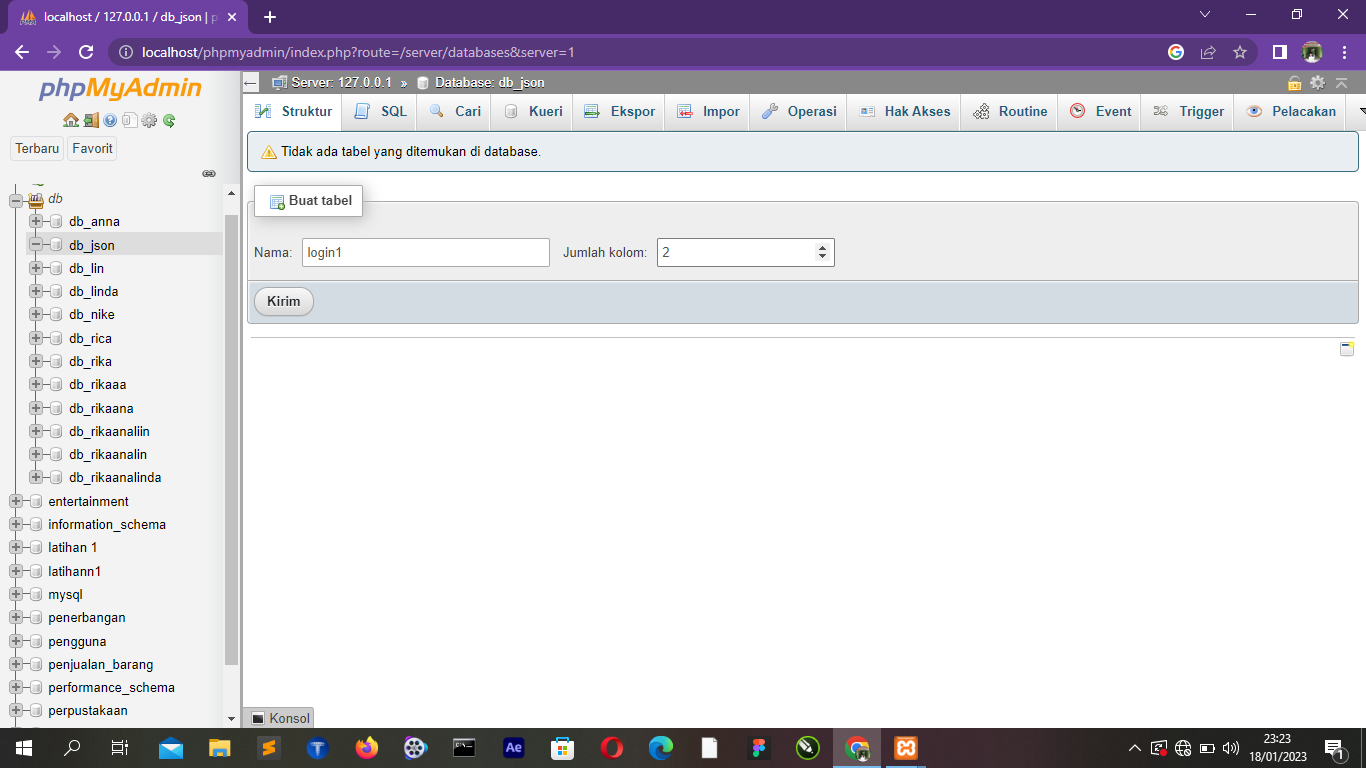 localhost / 127.0.0.1 / db_json | p
localhost/phpmyadmin/index.php?route=/server/databases&server=1
phpMyAdmin
Server: 127.0.0.1 » Database: db_json
Struktur SQL Cari Kueri Ekspor Impor Operasi Hak Akses Routine Event Trigger Pelacakan
Terbaru Favorit
Tidak ada tabel yang ditemukan di database.
Buat tabel
Nama: login1 Jumlah kolom: 2
Kirim
db
db_anna
db_json
db_lin
db_linda
db_nike
db_rica
db_rika
db_rikaaa
db_rikaana
db_rikaanaliin
db_rikaanalin
db_rikaanalinda
entertainment
information_schema
latihan 1
latihann1
mysql
penerbangan
pengguna
penjualan_barang
performance_schema
perpustakaan
Konsol
Ae
23:23
18/01/2023
1